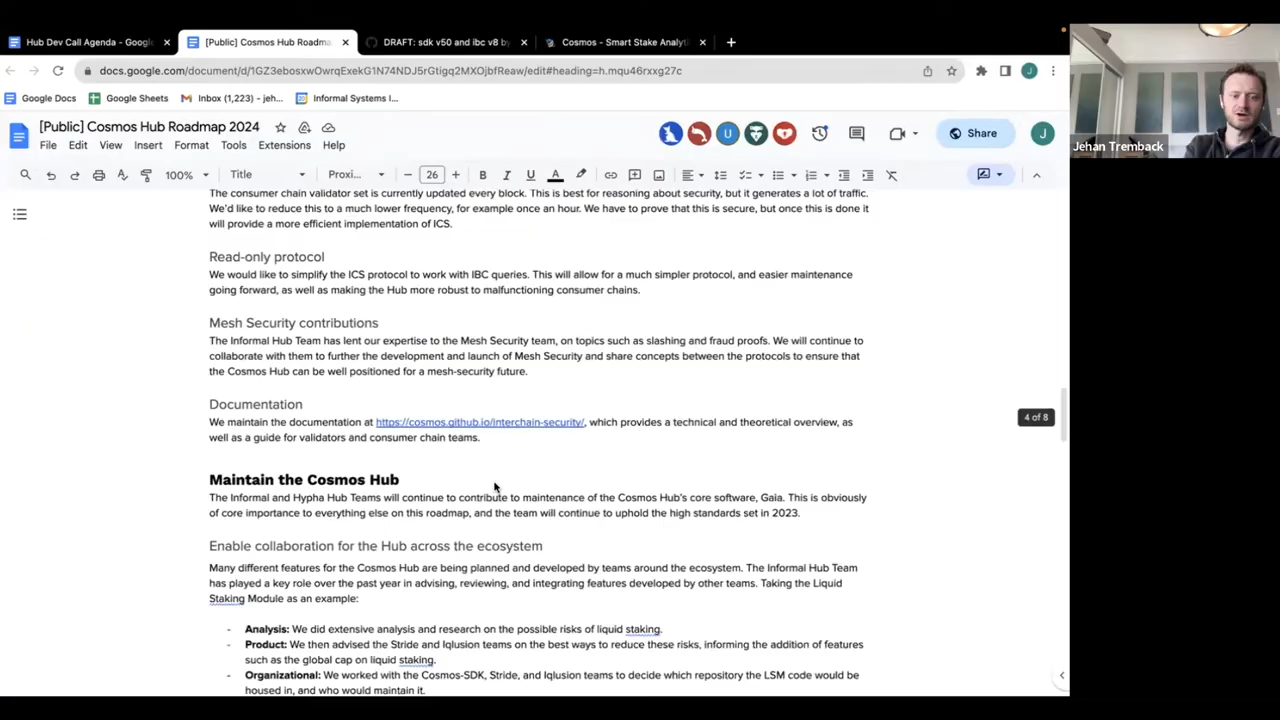 Hub Dev Call Agenda - Google
[Public] Cosmos Hub Roadma
DRAFT: sdk v50 and ibc v8 by
Cosmos - Smart Stake Analyti
docs.google.com/document/d/1GZ3ebosxwOwrqExekG1N74NDJ5rGtigq2MXOjbfReaw/edit#heading=h.mqu46rxxg27c
J
Google Docs
Google Sheets
Inbox (1,223) - jeh...
Informal Systems I...
[Public] Cosmos Hub Roadmap 2024
U
Share
J
File Edit View Insert Format Tools Extensions Help
100% Title Proxi... 26 B I U A
The consumer chain validator set is currently updated every block. This is best for reasoning about security, but it generates a lot of traffic.
We'd like to reduce this to a much lower frequency, for example once an hour. We have to prove that this is secure, but once this is done it
will provide a more efficient implementation of ICS.
Read-only protocol
We would like to simplify the ICS protocol to work with IBC queries. This will allow for a much simpler protocol, and easier maintenance
going forward, as well as making the Hub more robust to malfunctioning consumer chains.
Mesh Security contributions
The Informal Hub Team has lent our expertise to the Mesh Security team, on topics such as slashing and fraud proofs. We will continue to
collaborate with them to further the development and launch of Mesh Security and share concepts between the protocols to ensure that
the Cosmos Hub can be well positioned for a mesh-security future.
Documentation
We maintain the documentation at https://cosmos.github.io/interchain-security/, which provides a technical and theoretical overview, as
well as a guide for validators and consumer chain teams.
4 of 8
Maintain the Cosmos Hub
The Informal and Hypha Hub Teams will continue to contribute to maintenance of the Cosmos Hub's core software, Gaia. This is obviously
of core importance to everything else on this roadmap, and the team will continue to uphold the high standards set in 2023.
Enable collaboration for the Hub across the ecosystem
Many different features for the Cosmos Hub are being planned and developed by teams around the ecosystem. The Informal Hub Team
has played a key role over the past year in advising, reviewing, and integrating features developed by other teams. Taking the Liquid
Staking Module as an example:
- Analysis: We did extensive analysis and research on the possible risks of liquid staking.
- Product: We then advised the Stride and Iqlusion teams on the best ways to reduce these risks, informing the addition of features
such as the global cap on liquid staking.
- Organizational: We worked with the Cosmos-SDK, Stride, and Iqlusion teams to decide which repository the LSM code would be
housed in, and who would maintain it.
Jehan Tremback